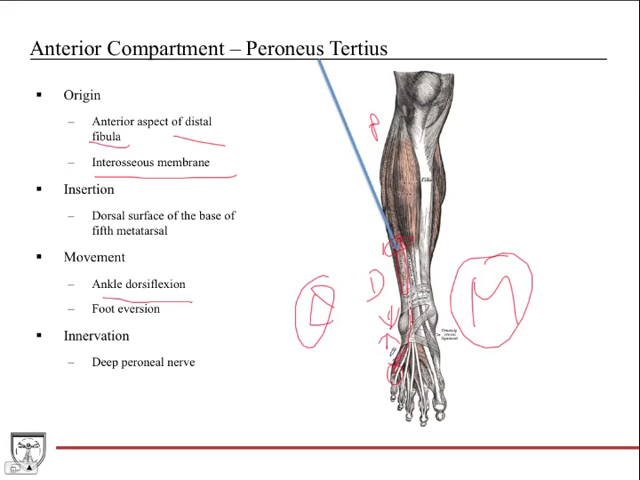 Anterior Compartment – Peroneus Tertius
Origin
Anterior aspect of distal
fibula
Interosseous membrane
Insertion
Dorsal surface of the base of
fifth metatarsal
Movement
Ankle dorsiflexion
Foot eversion
Innervation
Deep peroneal nerve
P
D
M